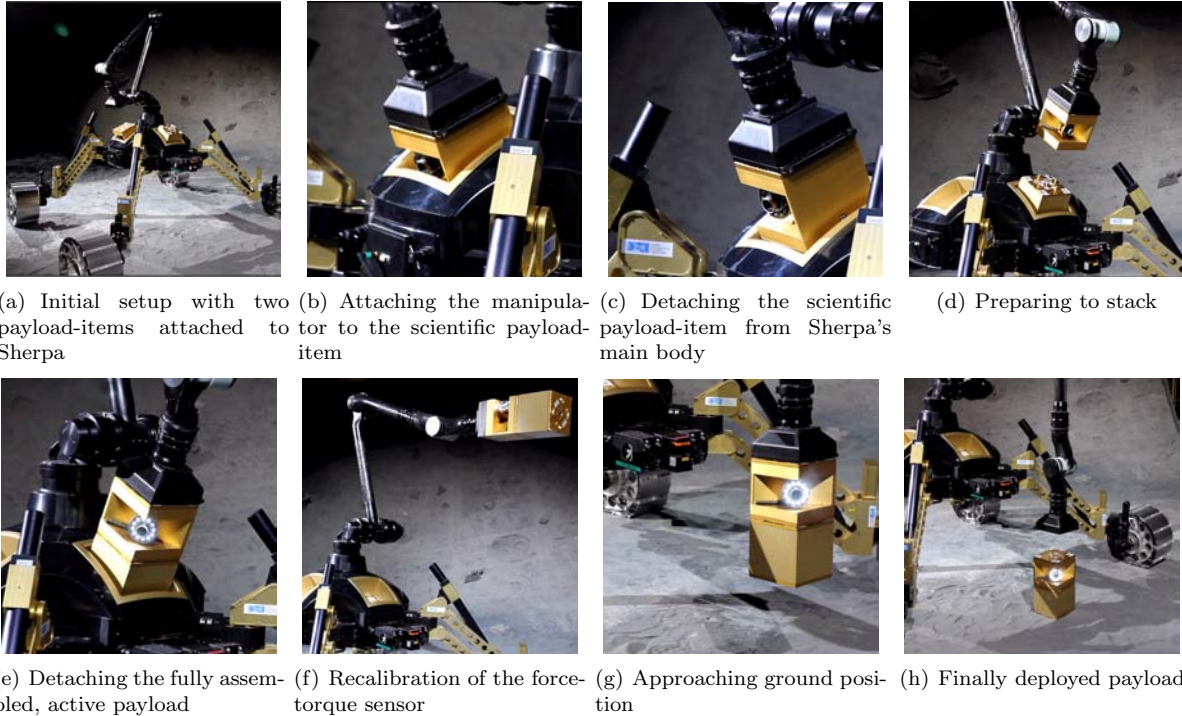 (a) Initial setup with two
payload-items attached to
Sherpa
(b) Attaching the manipula-
tor to the scientific payload-
item
(c) Detaching the scientific
payload-item from Sherpa's
main body
(d) Preparing to stack
(e) Detaching the fully assem-
bled, active payload
(f) Recalibration of the force-
torque sensor
(g) Approaching ground posi-
tion
(h) Finally deployed payload